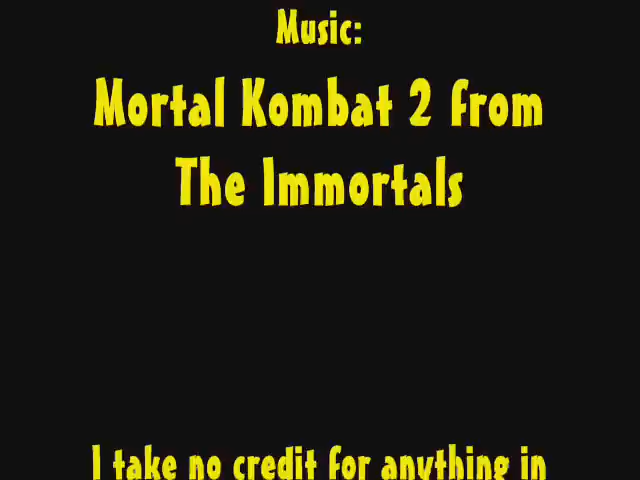 Music:
Mortal Kombat 2 from
The Immortals
I take no credit for anything in